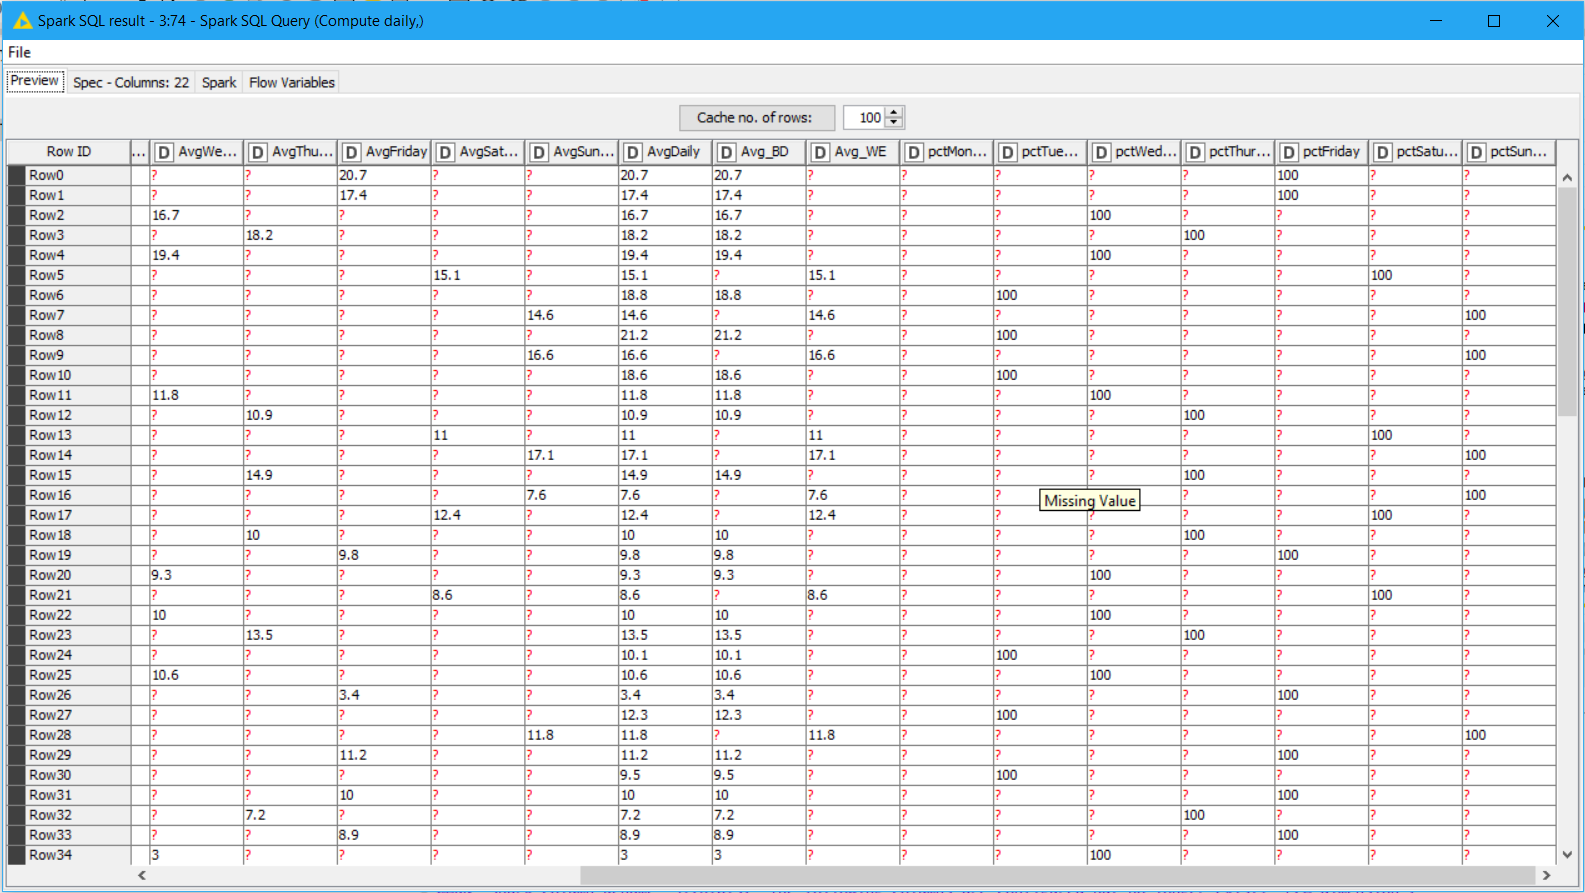 Spark SQL result - 3:74 - Spark SQL Query (Compute daily,)
File
Preview Spec - Columns: 22 Spark Flow Variables
Cache no. of rows: 100
Row ID ... D AvgWe... D AvgThu... D AvgFriday D AvgSat... D AvgSun... D AvgDaily D Avg_BD D Avg_WE D pctMon... D pctTue... D pctWed... D pctThur... D pctFriday D pctSatu... D pctSun...
Row0 ? ? 20.7 ? ? 20.7 20.7 ? ? ? ? ? 100 ? ?
Row1 ? ? 17.4 ? ? 17.4 17.4 ? ? ? ? ? 100 ? ?
Row2 16.7 ? ? ? ? 16.7 16.7 ? ? ? 100 ? ? ? ?
Row3 ? 18.2 ? ? ? 18.2 18.2 ? ? ? ? 100 ? ? ?
Row4 19.4 ? ? ? ? 19.4 19.4 ? ? ? 100 ? ? ? ?
Row5 ? ? ? 15.1 ? 15.1 ? 15.1 ? ? ? ? ? 100 ?
Row6 ? ? ? ? ? 18.8 18.8 ? ? 100 ? ? ? ? ?
Row7 ? ? ? ? 14.6 14.6 ? 14.6 ? ? ? ? ? ? 100
Row8 ? ? ? ? ? 21.2 21.2 ? ? 100 ? ? ? ? ?
Row9 ? ? ? ? 16.6 16.6 ? 16.6 ? ? ? ? ? ? 100
Row10 ? ? ? ? ? 18.6 18.6 ? ? 100 ? ? ? ? ?
Row11 11.8 ? ? ? ? 11.8 11.8 ? ? ? 100 ? ? ? ?
Row12 ? 10.9 ? ? ? 10.9 10.9 ? ? ? ? 100 ? ? ?
Row13 ? ? ? 11 ? 11 ? 11 ? ? ? ? ? 100 ?
Row14 ? ? ? ? 17.1 17.1 ? 17.1 ? ? ? ? ? ? 100
Row15 ? 14.9 ? ? ? 14.9 14.9 ? ? ? ? 100 ? ? ?
Row16 ? ? ? ? 7.6 7.6 ? 7.6 ? ? Missing Value ? ? ? 100
Row17 ? ? ? 12.4 ? 12.4 ? 12.4 ? ? ? ? ? 100 ?
Row18 ? 10 ? ? ? 10 10 ? ? ? ? 100 ? ? ?
Row19 ? ? 9.8 ? ? 9.8 9.8 ? ? ? ? ? 100 ? ?
Row20 9.3 ? ? ? ? 9.3 9.3 ? ? ? 100 ? ? ? ?
Row21 ? ? ? 8.6 ? 8.6 ? 8.6 ? ? ? ? ? 100 ?
Row22 10 ? ? ? ? 10 10 ? ? ? 100 ? ? ? ?
Row23 ? 13.5 ? ? ? 13.5 13.5 ? ? ? ? 100 ? ? ?
Row24 ? ? ? ? ? 10.1 10.1 ? ? 100 ? ? ? ? ?
Row25 10.6 ? ? ? ? 10.6 10.6 ? ? ? 100 ? ? ? ?
Row26 ? ? 3.4 ? ? 3.4 3.4 ? ? ? ? ? 100 ? ?
Row27 ? ? ? ? ? 12.3 12.3 ? ? 100 ? ? ? ? ?
Row28 ? ? ? ? 11.8 11.8 ? 11.8 ? ? ? ? ? ? 100
Row29 ? ? 11.2 ? ? 11.2 11.2 ? ? ? ? ? 100 ? ?
Row30 ? ? ? ? ? 9.5 9.5 ? ? 100 ? ? ? ? ?
Row31 ? ? 10 ? ? 10 10 ? ? ? ? ? 100 ? ?
Row32 ? 7.2 ? ? ? 7.2 7.2 ? ? ? ? 100 ? ? ?
Row33 ? ? 8.9 ? ? 8.9 8.9 ? ? ? ? ? 100 ? ?
Row34 3 ? ? ? ? 3 3 ? ? ? 100 ? ? ? ?